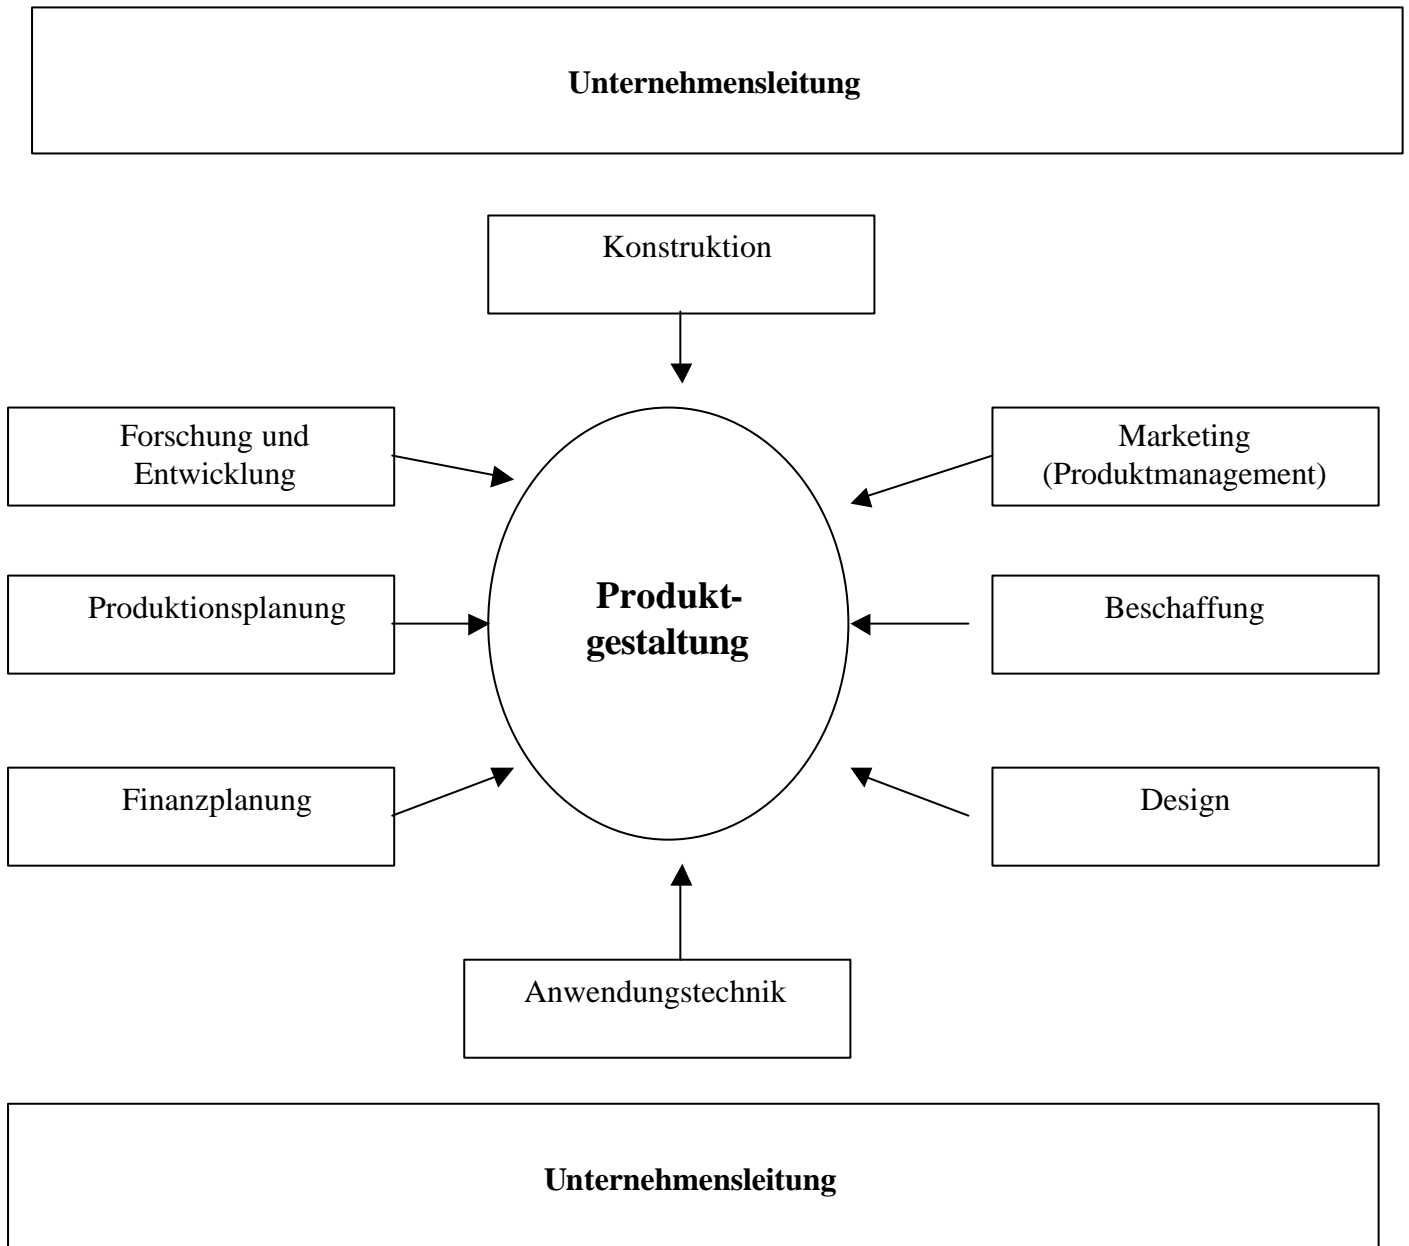 Unternehmensleitung
Konstruktion
Forschung und
Entwicklung
Marketing
(Produktmanagement)
Produkt-
gestaltung
Produktionsplanung
Beschaffung
Finanzplanung
Design
Anwendungstechnik
Unternehmensleitung